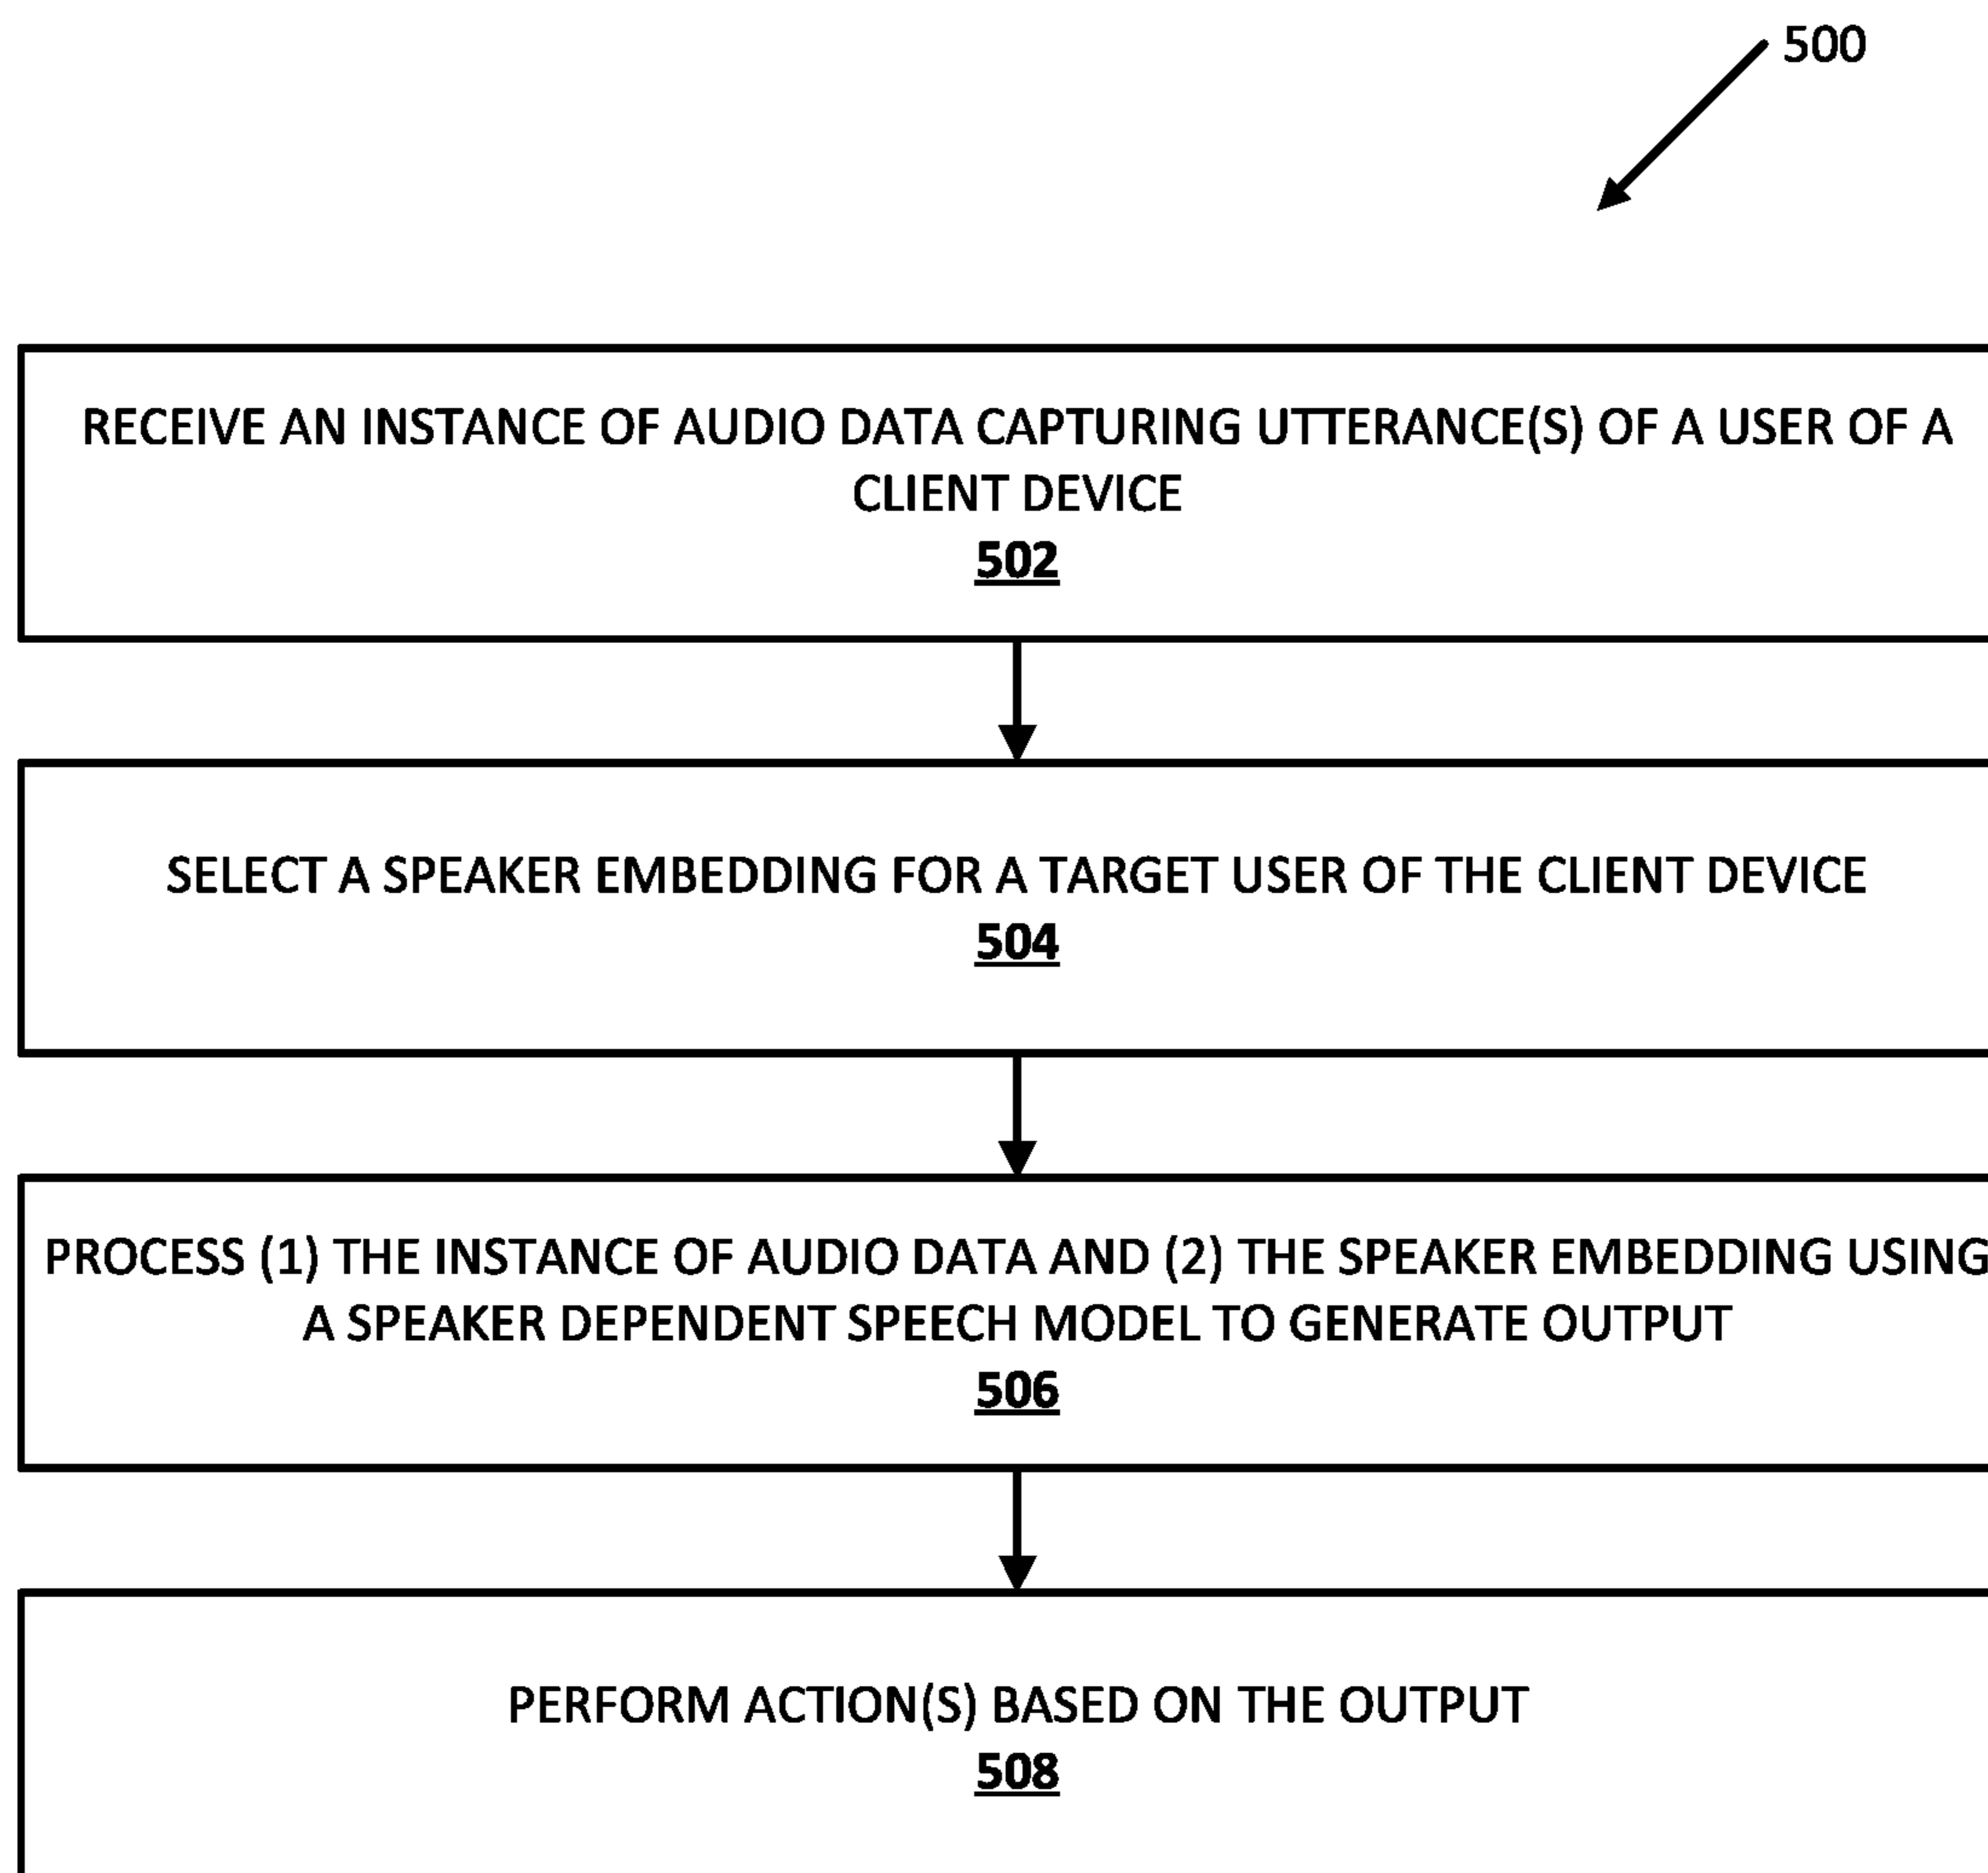 500
RECEIVE AN INSTANCE OF AUDIO DATA CAPTURING UTTERANCE(S) OF A USER OF A
CLIENT DEVICE
502
SELECT A SPEAKER EMBEDDING FOR A TARGET USER OF THE CLIENT DEVICE
504
PROCESS (1) THE INSTANCE OF AUDIO DATA AND (2) THE SPEAKER EMBEDDING USING
A SPEAKER DEPENDENT SPEECH MODEL TO GENERATE OUTPUT
506
PERFORM ACTION(S) BASED ON THE OUTPUT
508